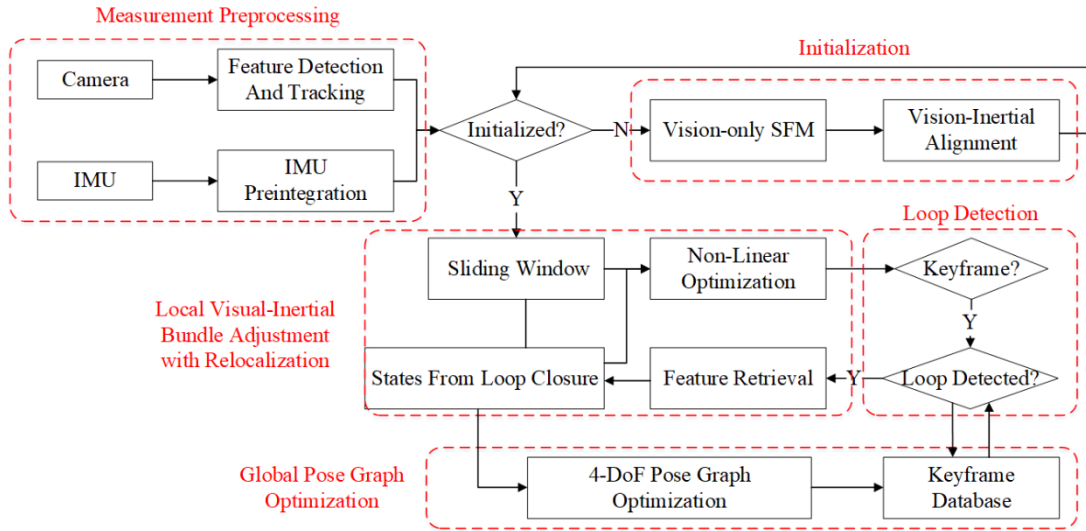 Measurement Preprocessing
Initialization
Camera
Feature Detection
And Tracking
Initialized?
N
Vision-only SFM
Vision-Inertial
Alignment
IMU
IMU
Preintegration
Y
Loop Detection
Sliding Window
Non-Linear
Optimization
Keyframe?
Local Visual-Inertial
Bundle Adjustment
with Relocalization
Y
States From Loop Closure
Feature Retrieval
Y
Loop Detected?
Global Pose Graph
Optimization
4-DoF Pose Graph
Optimization
Keyframe
Database